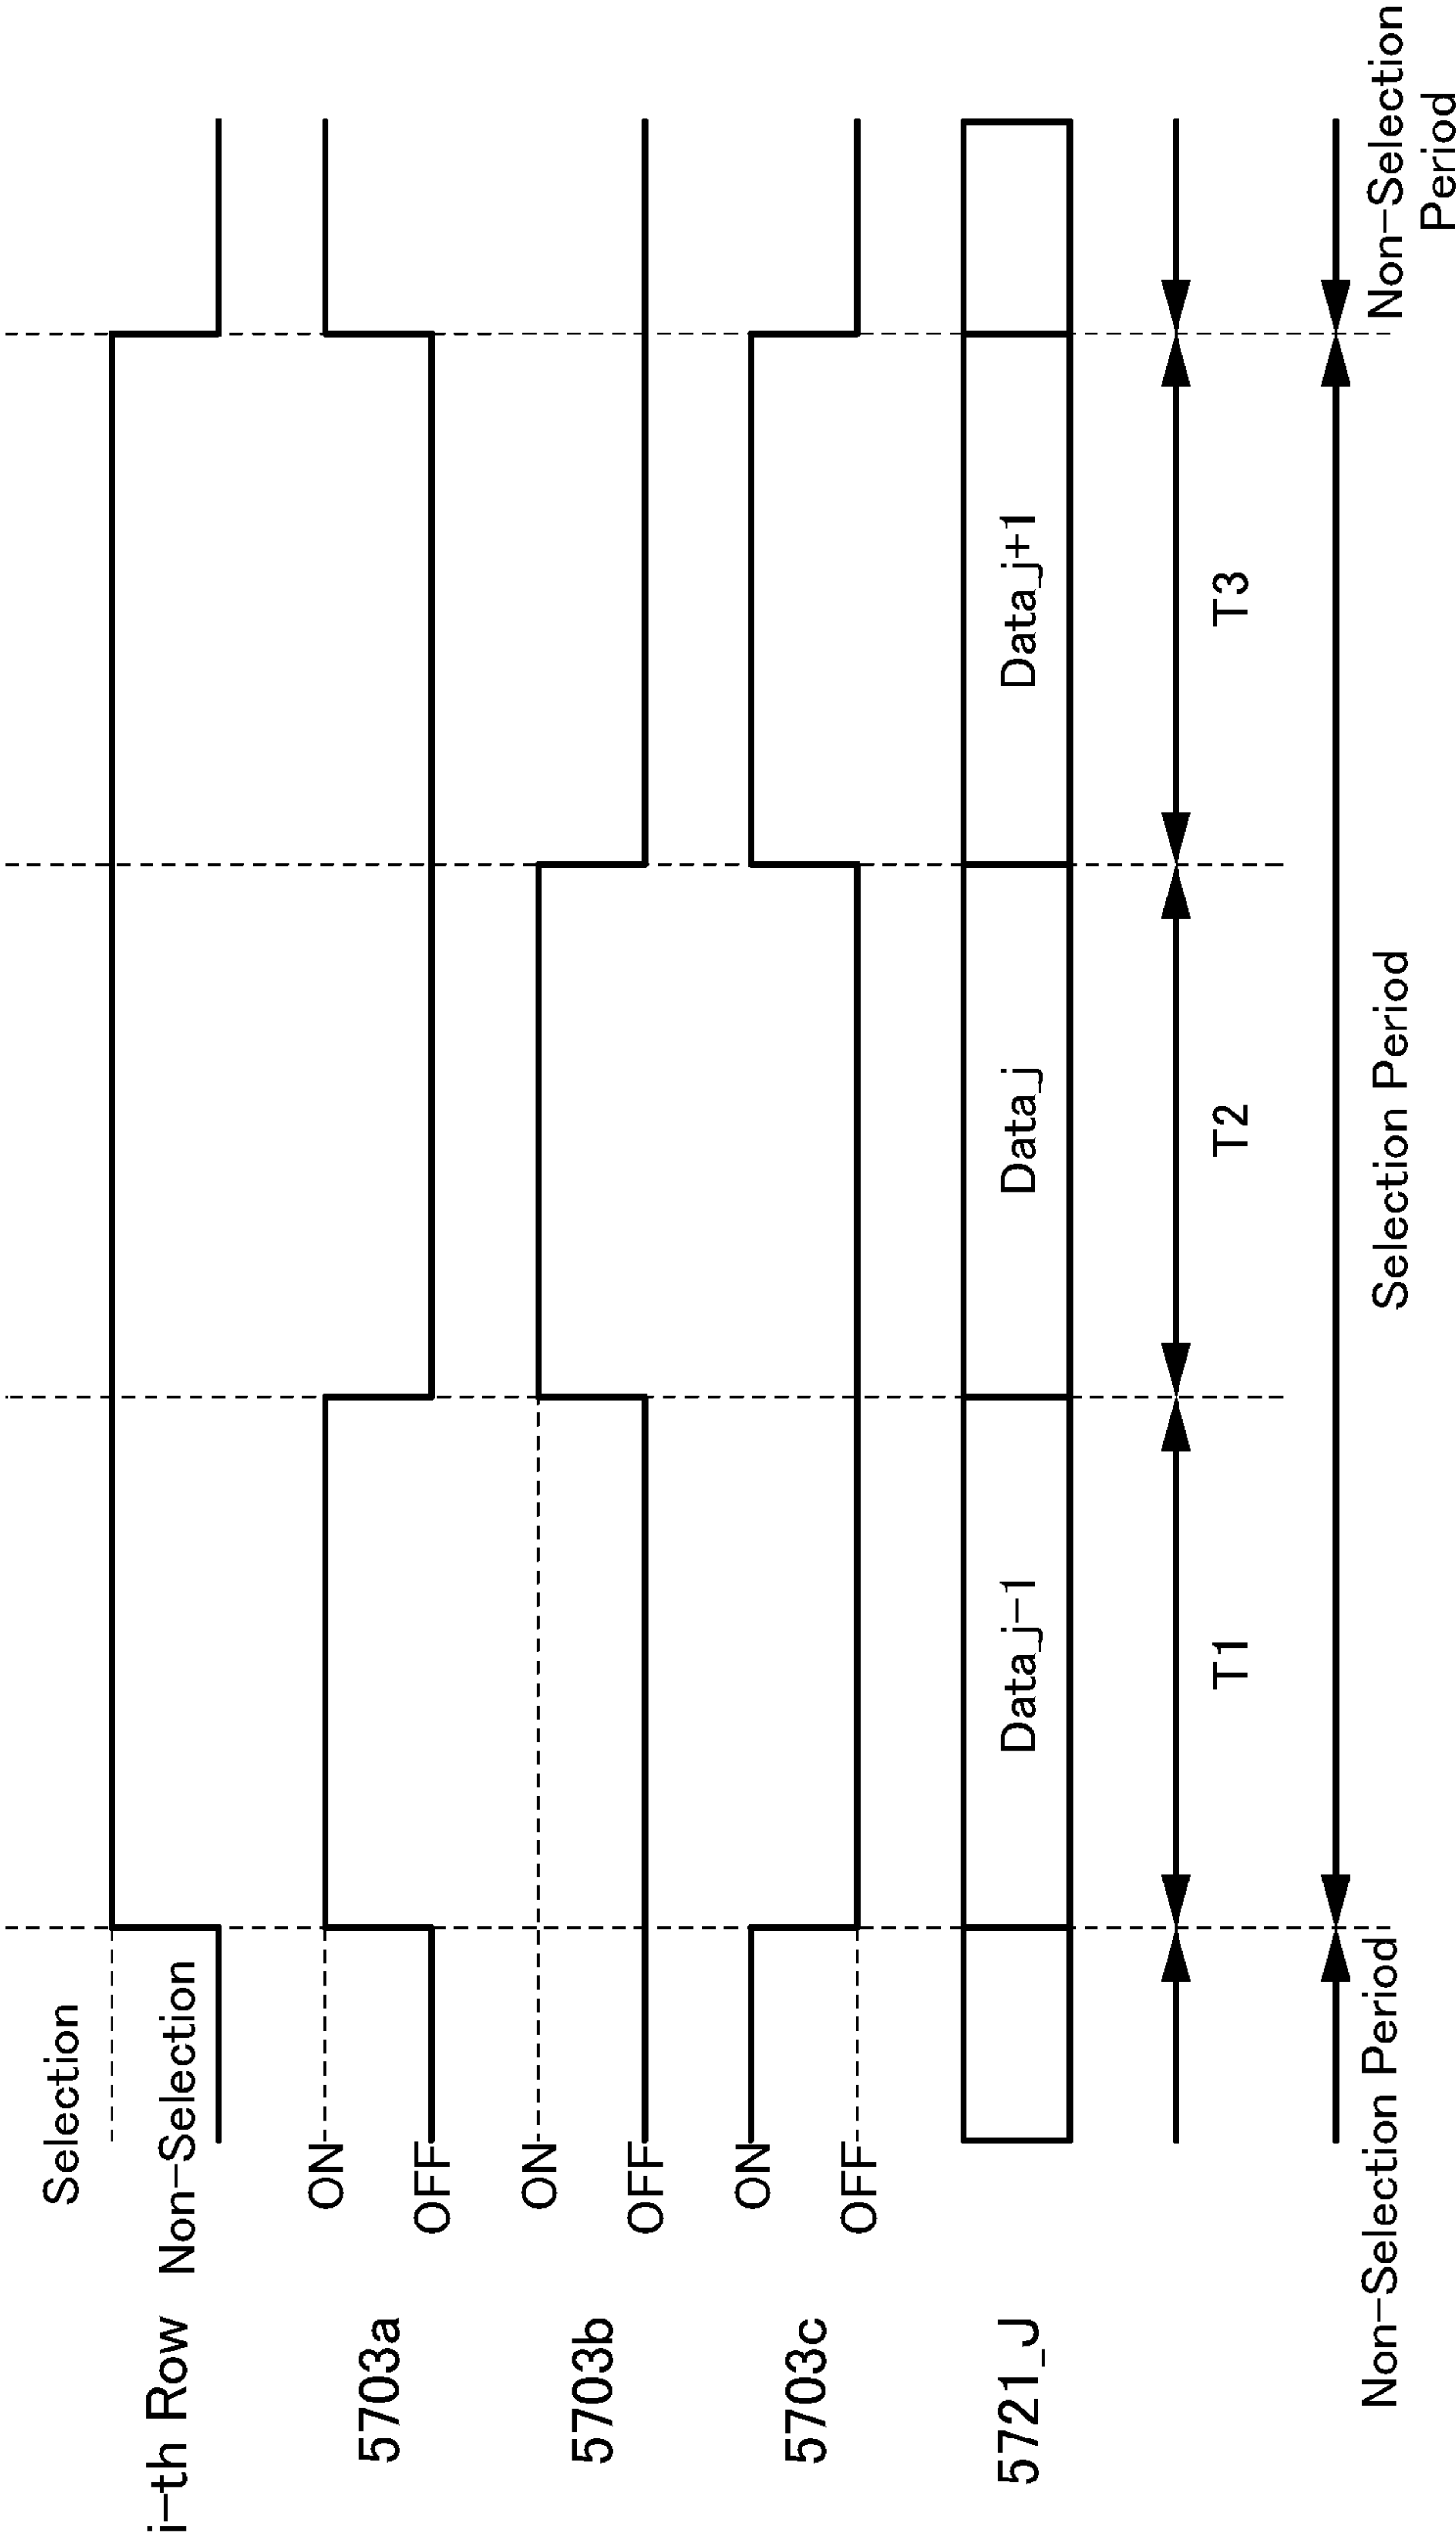 Selection
i-th Row Non-Selection
ON
5703a
OFF
ON
5703b
OFF
ON
5703c
OFF
5721_J
Data_j-1
Data_j
Data_j+1
T1
T2
T3
Non-Selection Period
Selection Period
Non-Selection
Period